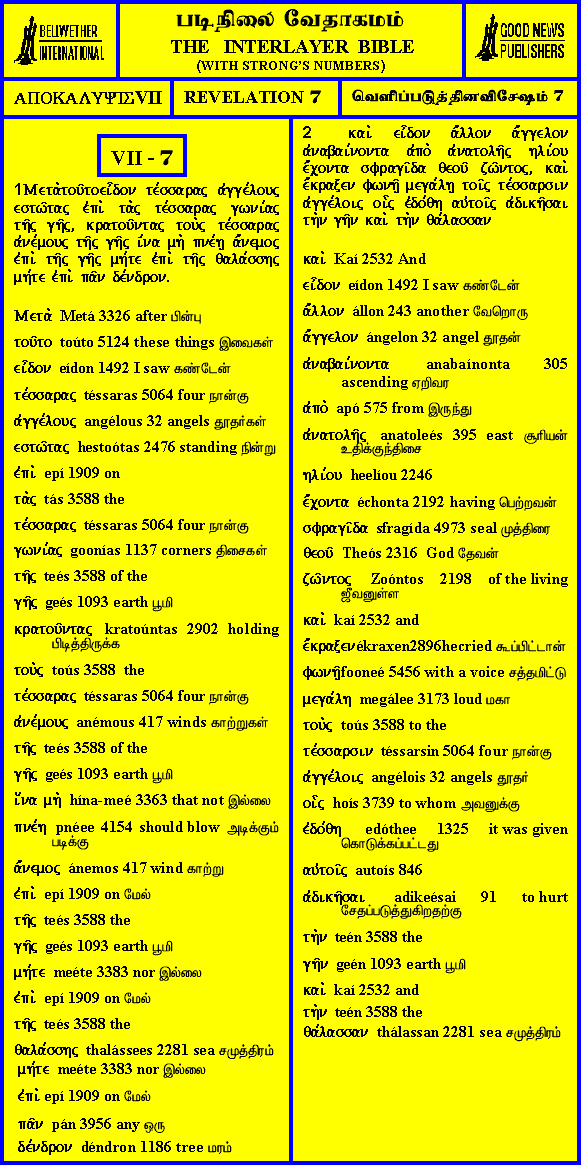 BELLWETHER
INTERNATIONAL
படிநிலை வேதாகமம்
THE INTERLAYER BIBLE
(WITH STRONG'S NUMBERS)
GOOD NEWS
PUBLISHERS
ΑΠΟΚΑΛΥΨΙΣVII
REVELATION 7
வெளிப்படுத்தினவிசேஷம் 7
VII - 7
1Μετὰτοῦτοεἶδον τέσσαρας ἀγγέλους
εστῶτας ἐπὶ τὰς τέσσαρας γωνίας
τῆς γῆς, κρατοῦντας τοὺς τέσσαρας
ἀνέμους τῆς γῆς ἵνα μὴ πνέῃ ἄνεμος
ἐπὶ τῆς γῆς μήτε ἐπὶ τῆς θαλάσσης
μήτε ἐπὶ πᾶν δένδρον.
Μετὰ Metá 3326 after பின்பு
τοῦτο toúto 5124 these things இவைகள்
εἶδον eídon 1492 I saw கண்டேன்
τέσσαρας téssaras 5064 four நான்கு
ἀγγέλους angélous 32 angels தூதர்கள்
εστῶτας hestoótas 2476 standing நின்று
ἐπὶ epí 1909 on
τὰς tás 3588 the
τέσσαρας téssaras 5064 four நான்கு
γωνίας goonías 1137 corners திசைகள்
τῆς teés 3588 of the
γῆς geés 1093 earth பூமி
κρατοῦντας kratoúntas 2902 holding
பிடித்திருக்க
τοὺς toús 3588 the
τέσσαρας téssaras 5064 four நான்கு
ἀνέμους anémous 417 winds காற்றுகள்
τῆς teés 3588 of the
γῆς geés 1093 earth பூமி
ἵνα μὴ hína-meé 3363 that not இல்லை
πνέῃ pnéee 4154 should blow அடிக்கும்
படிக்கு
ἄνεμος ánemos 417 wind காற்று
ἐπὶ epí 1909 on மேல்
τῆς teés 3588 the
γῆς geés 1093 earth பூமி
μήτε meéte 3383 nor இல்லை
ἐπὶ epí 1909 on மேல்
τῆς teés 3588 the
θαλάσσης thalássees 2281 sea சமுத்திரம்
μήτε meéte 3383 nor இல்லை
ἐπὶ epí 1909 on மேல்
πᾶν pán 3956 any ஒரு
δένδρον déndron 1186 tree மரம்
2 καὶ εἶδον ἄλλον ἄγγελον
ἀναβαίνοντα ἀπὸ ἀνατολῆς ηλίου
ἔχοντα σφραγῖδα θεοῦ ζῶντος, καὶ
ἔκραξεν φωνῇ μεγάλῃ τοῖς τέσσαρσιν
ἀγγέλοις οἷς ἐδόθη αὐτοῖς ἀδικῆσαι
τὴν γῆν καὶ τὴν θάλασσαν
καὶ Kaí 2532 And
εἶδον eídon 1492 I saw கண்டேன்
ἄλλον állon 243 another வேறொரு
ἄγγελον ángelon 32 angel தூதன்
ἀναβαίνοντα anabaínonta 305
ascending ஏறிவர
ἀπὸ apó 575 from இருந்து
ἀνατολῆς anatoleés 395 east சூரியன்
உதிக்குந்திசை
ηλίου heelíou 2246
ἔχοντα échonta 2192 having பெற்றவன்
σφραγῖδα sfragída 4973 seal முத்திரை
θεοῦ Theós 2316 God தேவன்
ζῶντος Zoóntos 2198 of the living
ஜீவனுள்ள
καὶ kaí 2532 and
ἔκραξενékraxen2896hecried கூப்பிட்டான்
φωνῇfooneé 5456 with a voice சத்தமிட்டு
μεγάλῃ megálee 3173 loud மகா
τοὺς toús 3588 to the
τέσσαρσιν téssarsin 5064 four நான்கு
ἀγγέλοις angélois 32 angels தூதர்
οἷς hoís 3739 to whom அவனுக்கு
ἐδόθη edóthee 1325 it was given
கொடுக்கப்பட்டது
αὐτοῖς autoís 846
ἀδικῆσαι adikeésai 91 to hurt
சேதப்படுத்துகிறதற்கு
τὴν teén 3588 the
γῆν geén 1093 earth பூமி
καὶ kaí 2532 and
τὴν teén 3588 the
θάλασσαν thálassan 2281 sea சமுத்திரம்